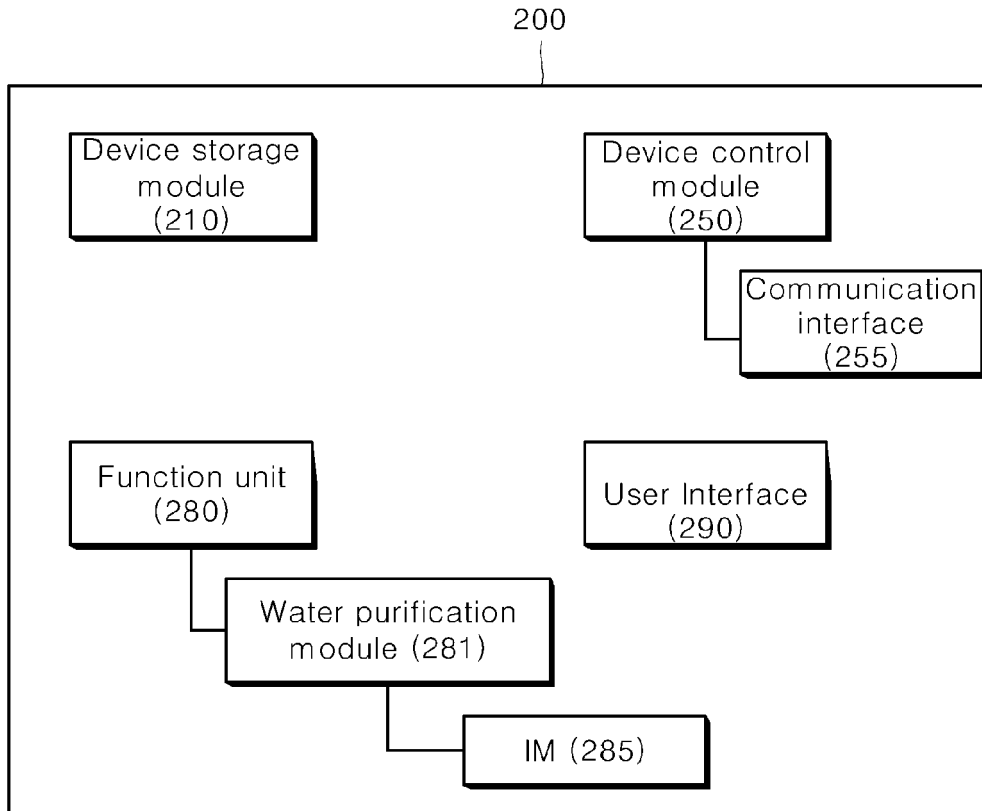 200
Device storage
module
(210)
Device control
module
(250)
Communication
interface
(255)
Function unit
(280)
User Interface
(290)
Water purification
module (281)
IM (285)